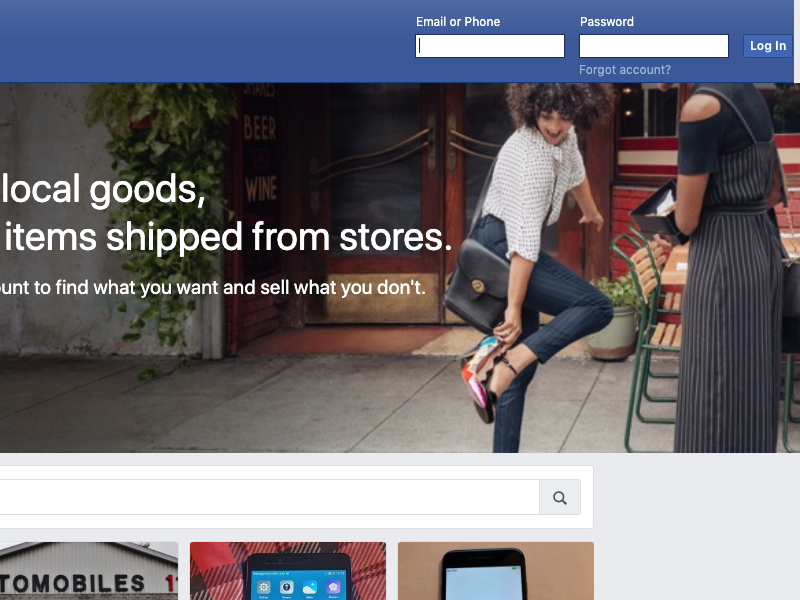 Email or Phone
Password
Log In
Forgot account?
BEER
WINE
local goods,
items shipped from stores.
unt to find what you want and sell what you don't.
TOMOBILES